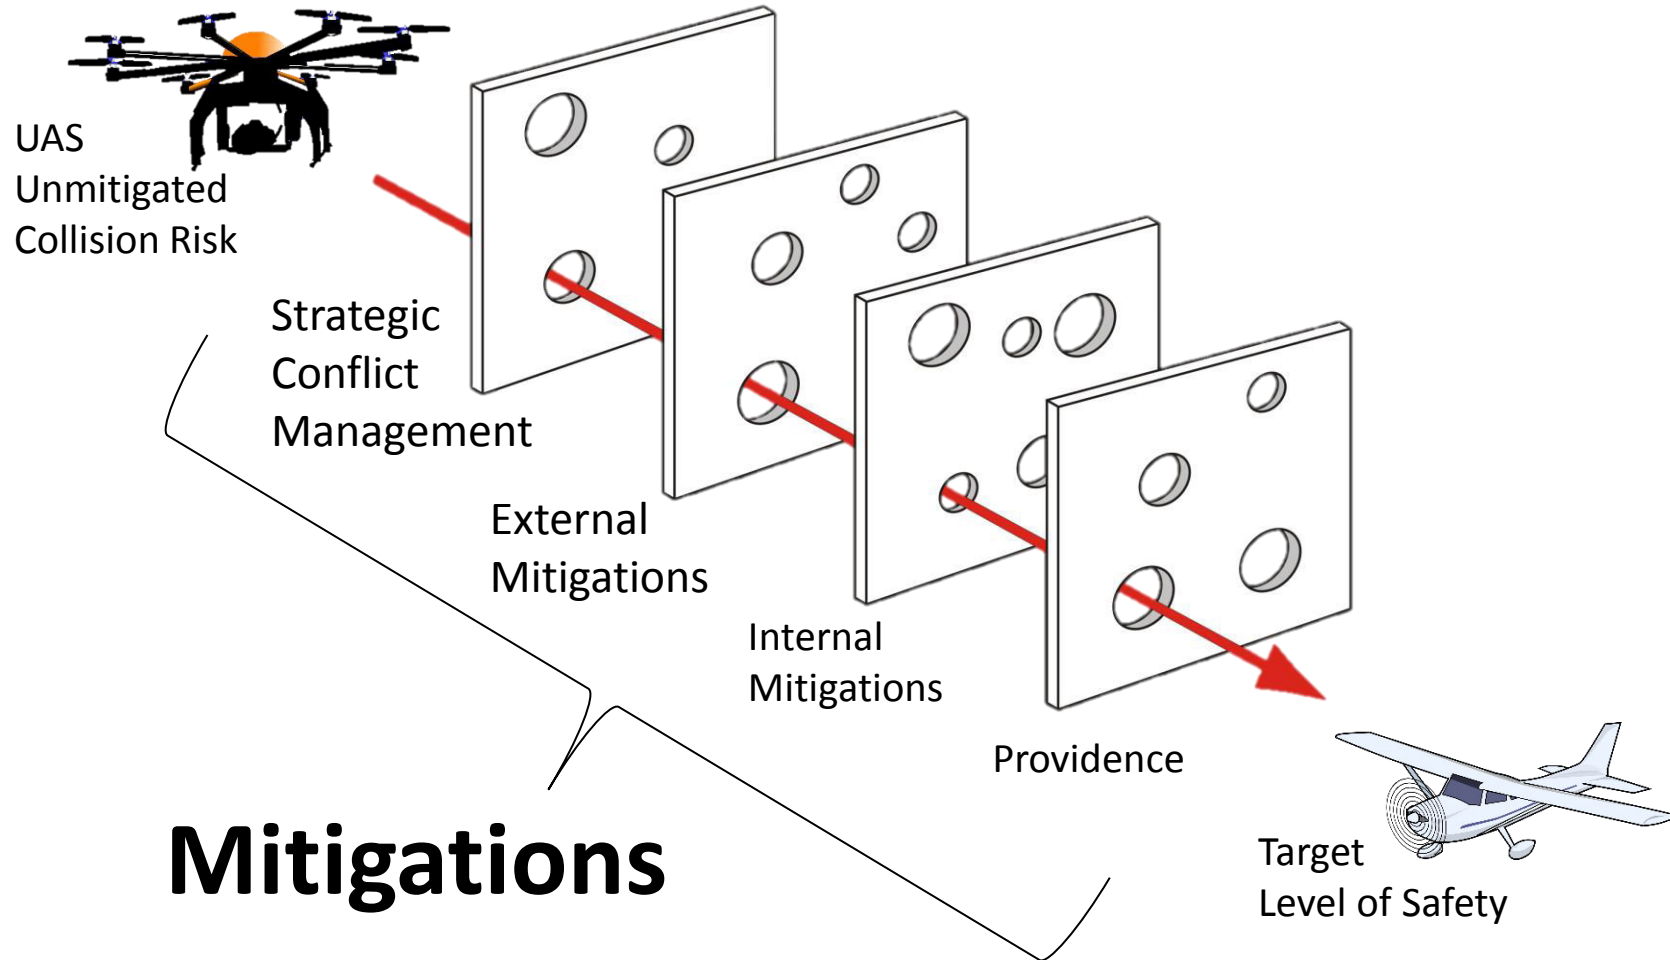 UAS
Unmitigated
Collision Risk
Strategic
Conflict
Management
External
Mitigations
Internal
Mitigations
Providence
Mitigations
Target
Level of Safety